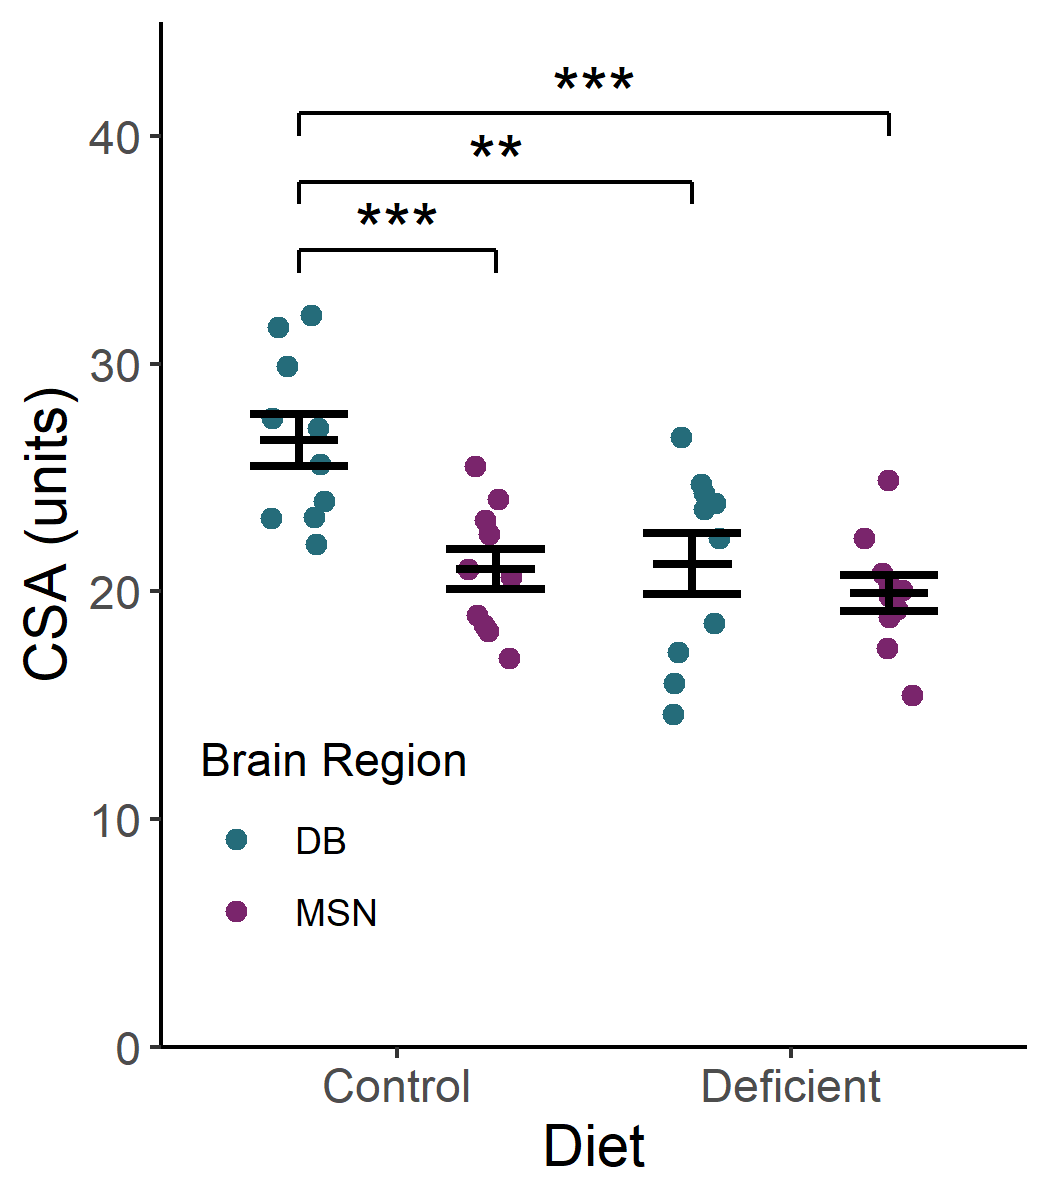 ***
40
**
***
30
CSA (units)
20
Brain Region
10
DB
MSN
0
Control
Deficient
Diet